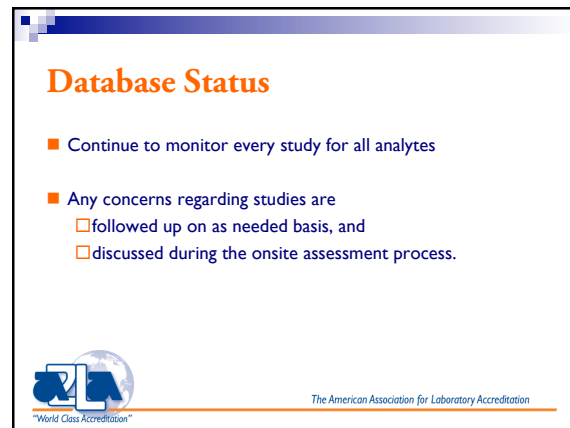 Database Status
Continue to monitor every study for all analytes
Any concerns regarding studies are
followed up on as needed basis, and
discussed during the onsite assessment process.
A2LA
"World Class Accreditation"
The American Association for Laboratory Accreditation